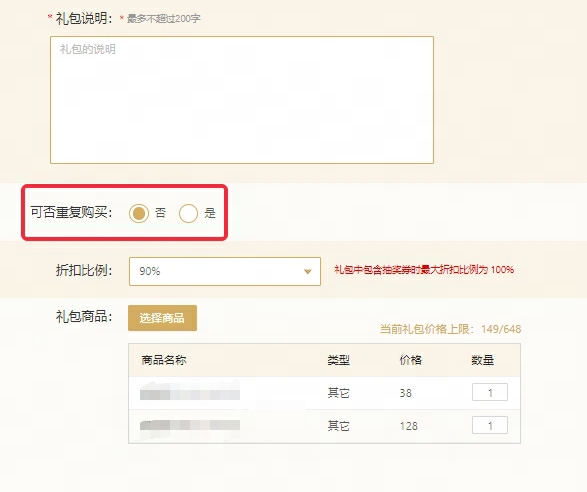 * 礼包说明： * 最多不超过200字
礼包的说明
可否重复购买： 否 是
折扣比例： 90% 礼包中包含抽奖券时最大折扣比例为 100%
礼包商品： 选择商品
当前礼包价格上限：149/648
商品名称 类型 价格 数量
其它 38 1
其它 128 1